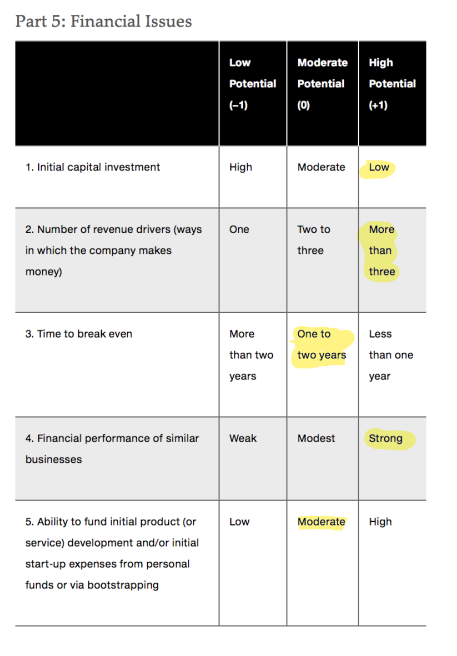 Part 5: Financial Issues
Low Moderate High
Potential Potential Potential
(–1) (0) (+1)
1. Initial capital investment High Moderate Low
2. Number of revenue drivers (ways One Two to More
in which the company makes three than
money) three
3. Time to break even More One to Less
than two two years than one
years year
4. Financial performance of similar Weak Modest Strong
businesses
5. Ability to fund initial product (or Low Moderate High
service) development and/or initial
start-up expenses from personal
funds or via bootstrapping